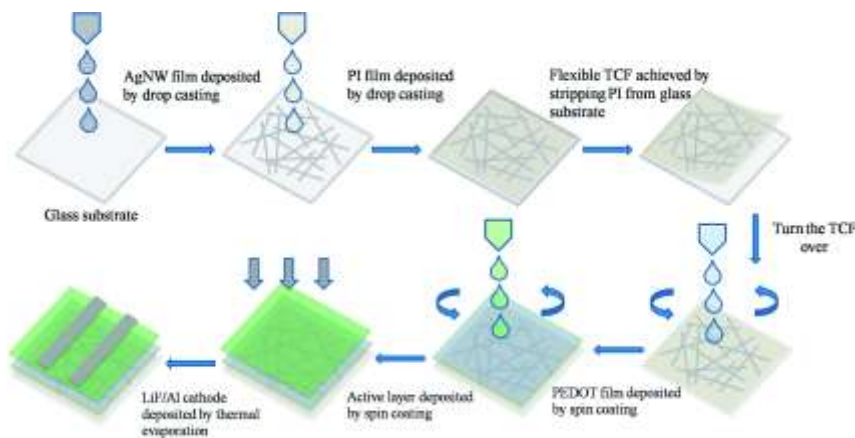 AgNW film deposited
by drop casting
PI film deposited
by drop casting
Flexible TCF achieved by
stripping PI from glass
substrate
Glass substrate
Turn the TCF
over
LiF/Al cathode
deposited by thermal
evaporation
Active layer deposited
by spin coating
PEDOT film deposited
by spin coating